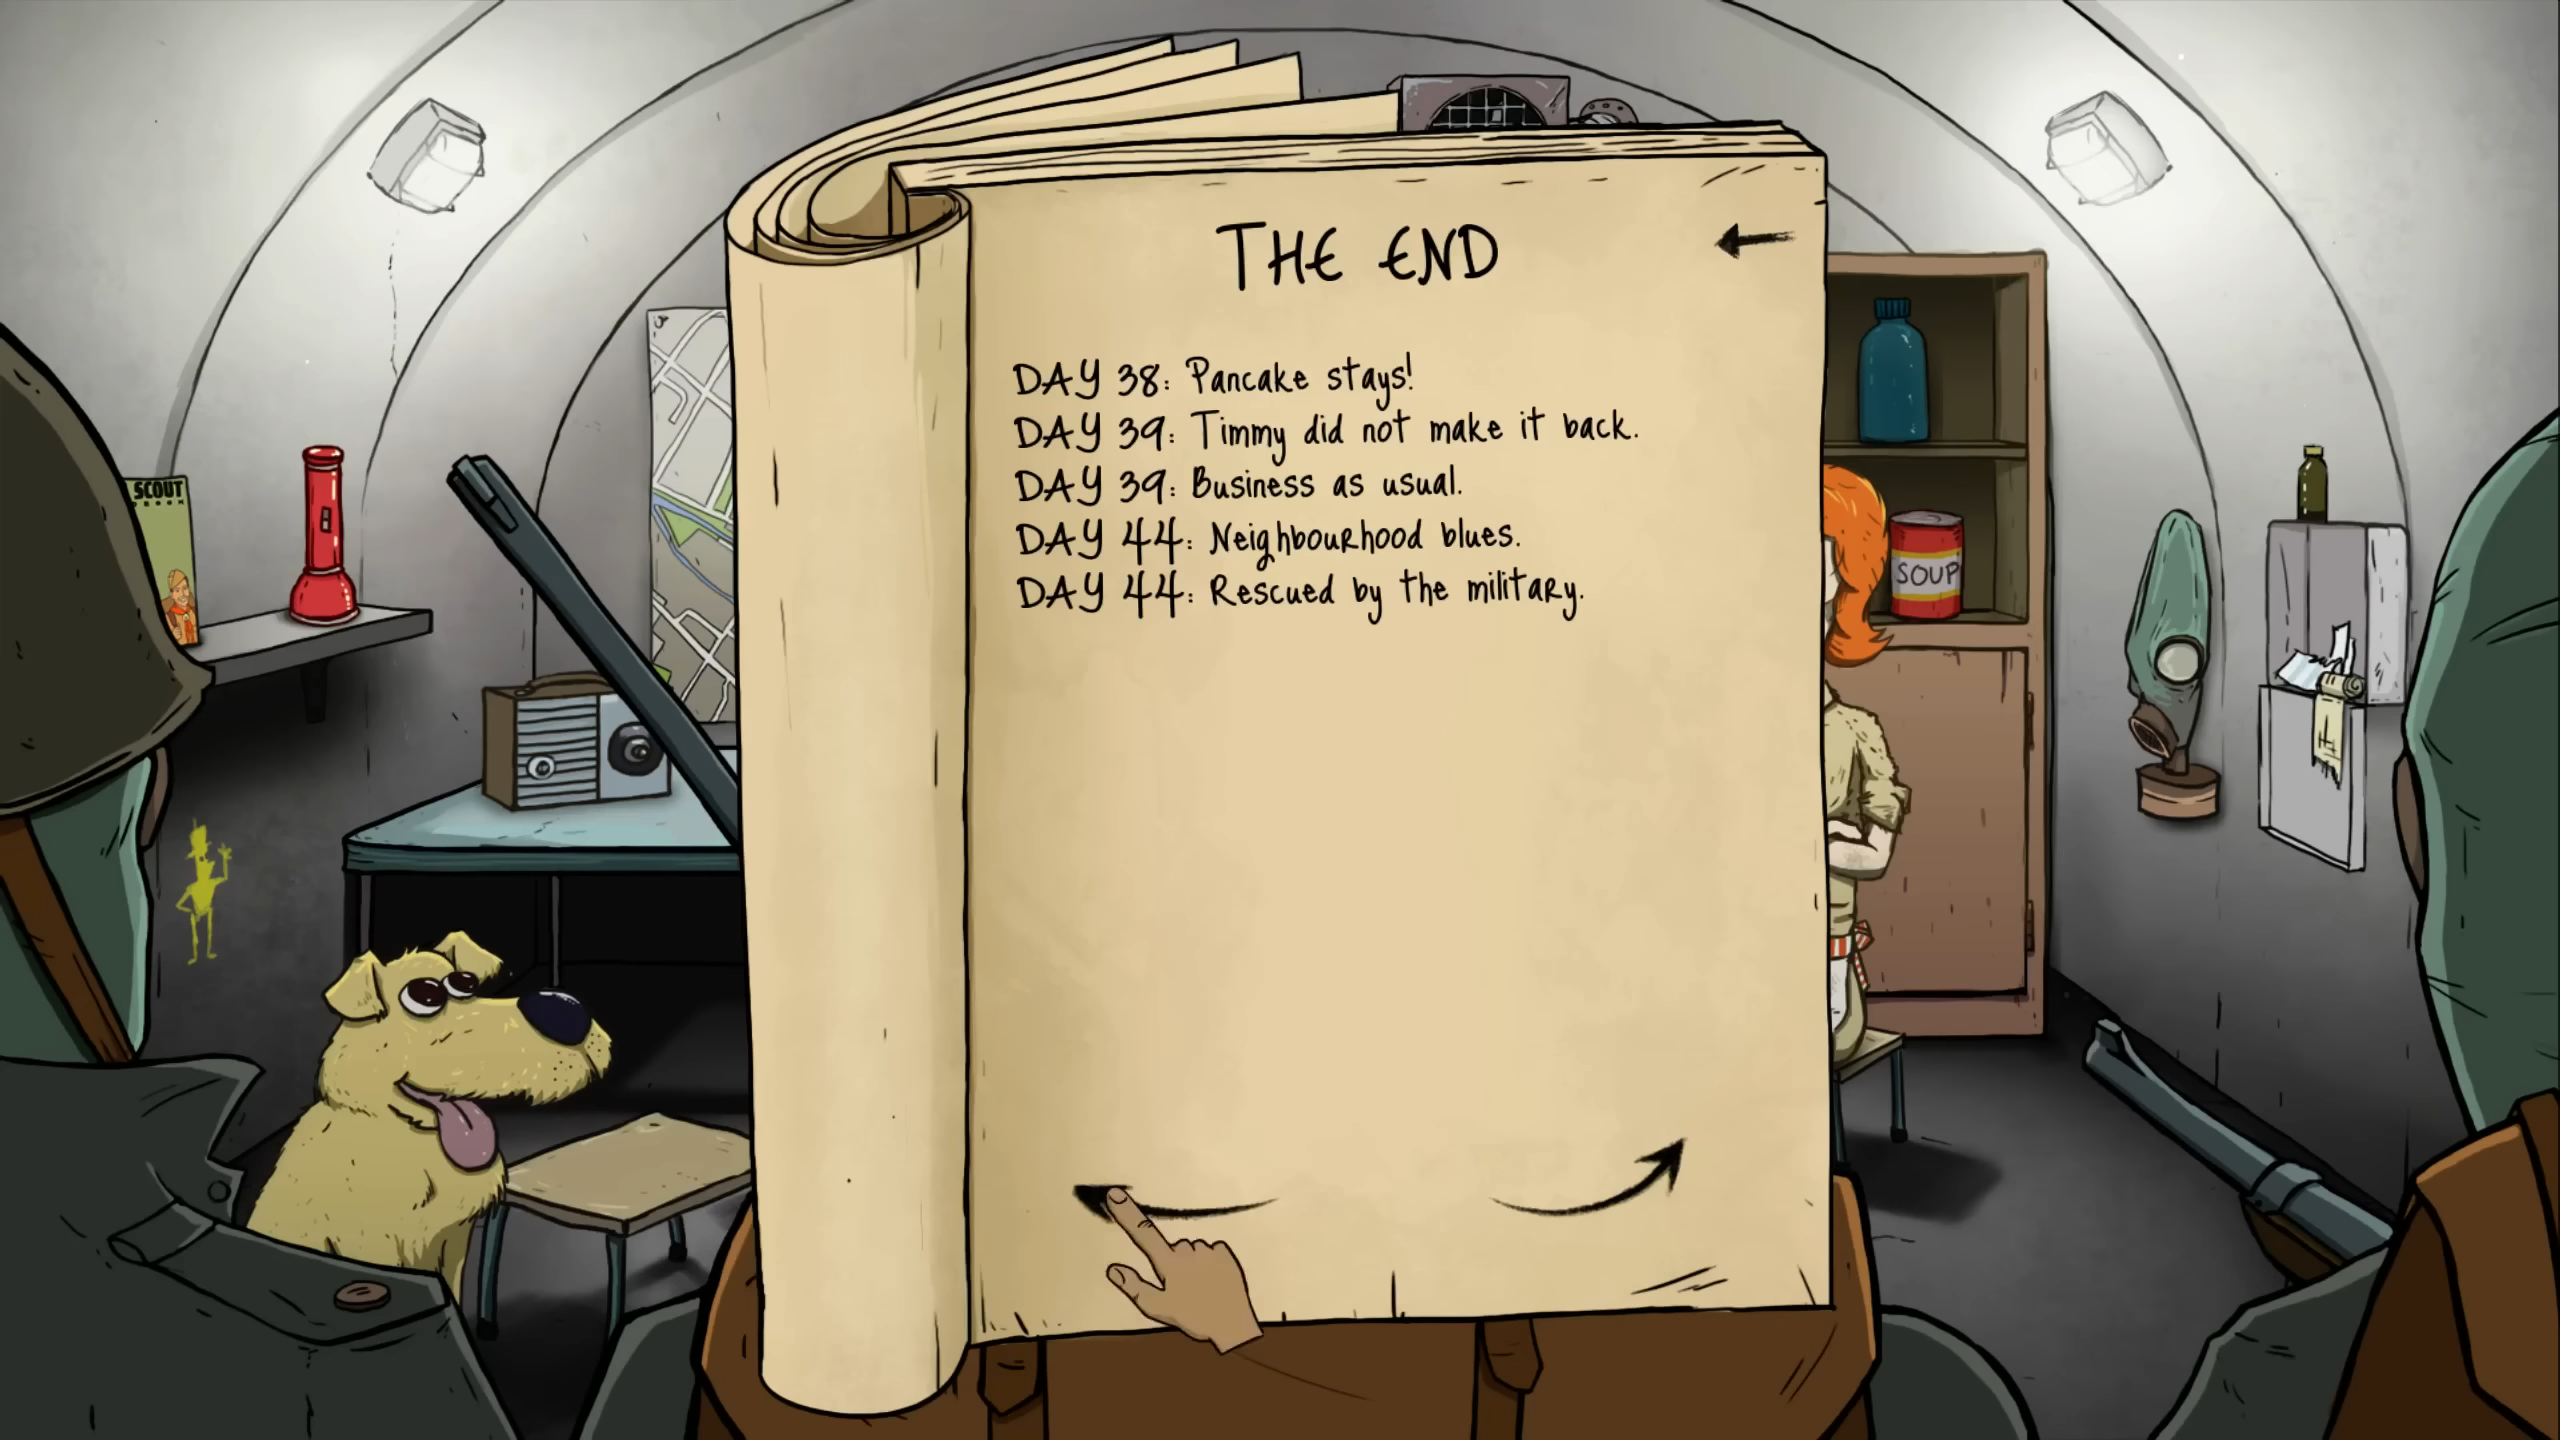 THE END
DAY 38: Pancake stays!
DAY 39: Timmy did not make it back.
DAY 39: Business as usual.
DAY 44: Neighbourhood blues.
DAY 44: Rescued by the military.
SCOUT
SOUP